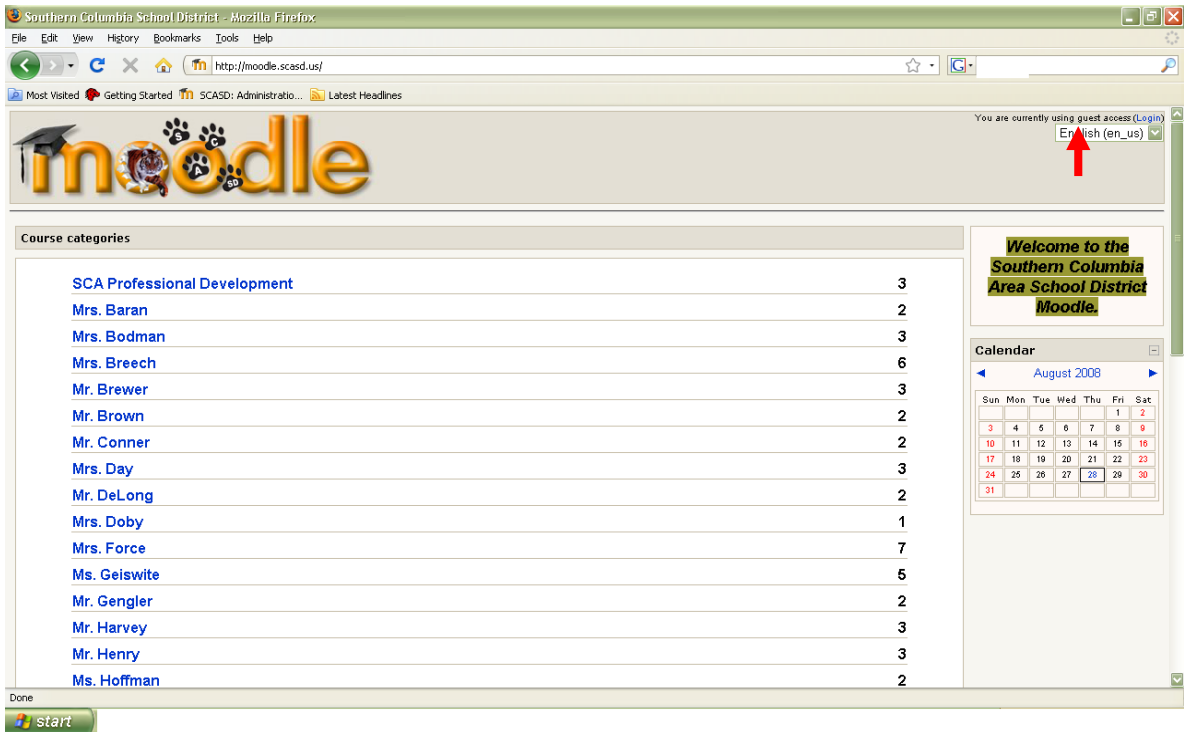 Southern Columbia School District - Mozilla Firefox
File Edit View History Bookmarks Tools Help
http://moodle.scasd.us/
G
Most Visited Getting Started SCASD: Administratio... Latest Headlines
You are currently using guest access (Login)
English (en_us)
moodle
S C A SD
Course categories
SCA Professional Development 3
Mrs. Baran 2
Mrs. Bodman 3
Mrs. Breech 6
Mr. Brewer 3
Mr. Brown 2
Mr. Conner 2
Mrs. Day 3
Mr. DeLong 2
Mrs. Doby 1
Mrs. Force 7
Ms. Geiswite 5
Mr. Gengler 2
Mr. Harvey 3
Mr. Henry 3
Ms. Hoffman 2
Welcome to the
Southern Columbia
Area School District
Moodle.
Calendar
August 2008
Sun Mon Tue Wed Thu Fri Sat
1 2
3 4 5 6 7 8 9
10 11 12 13 14 15 16
17 18 19 20 21 22 23
24 25 26 27 28 29 30
31
Done
start